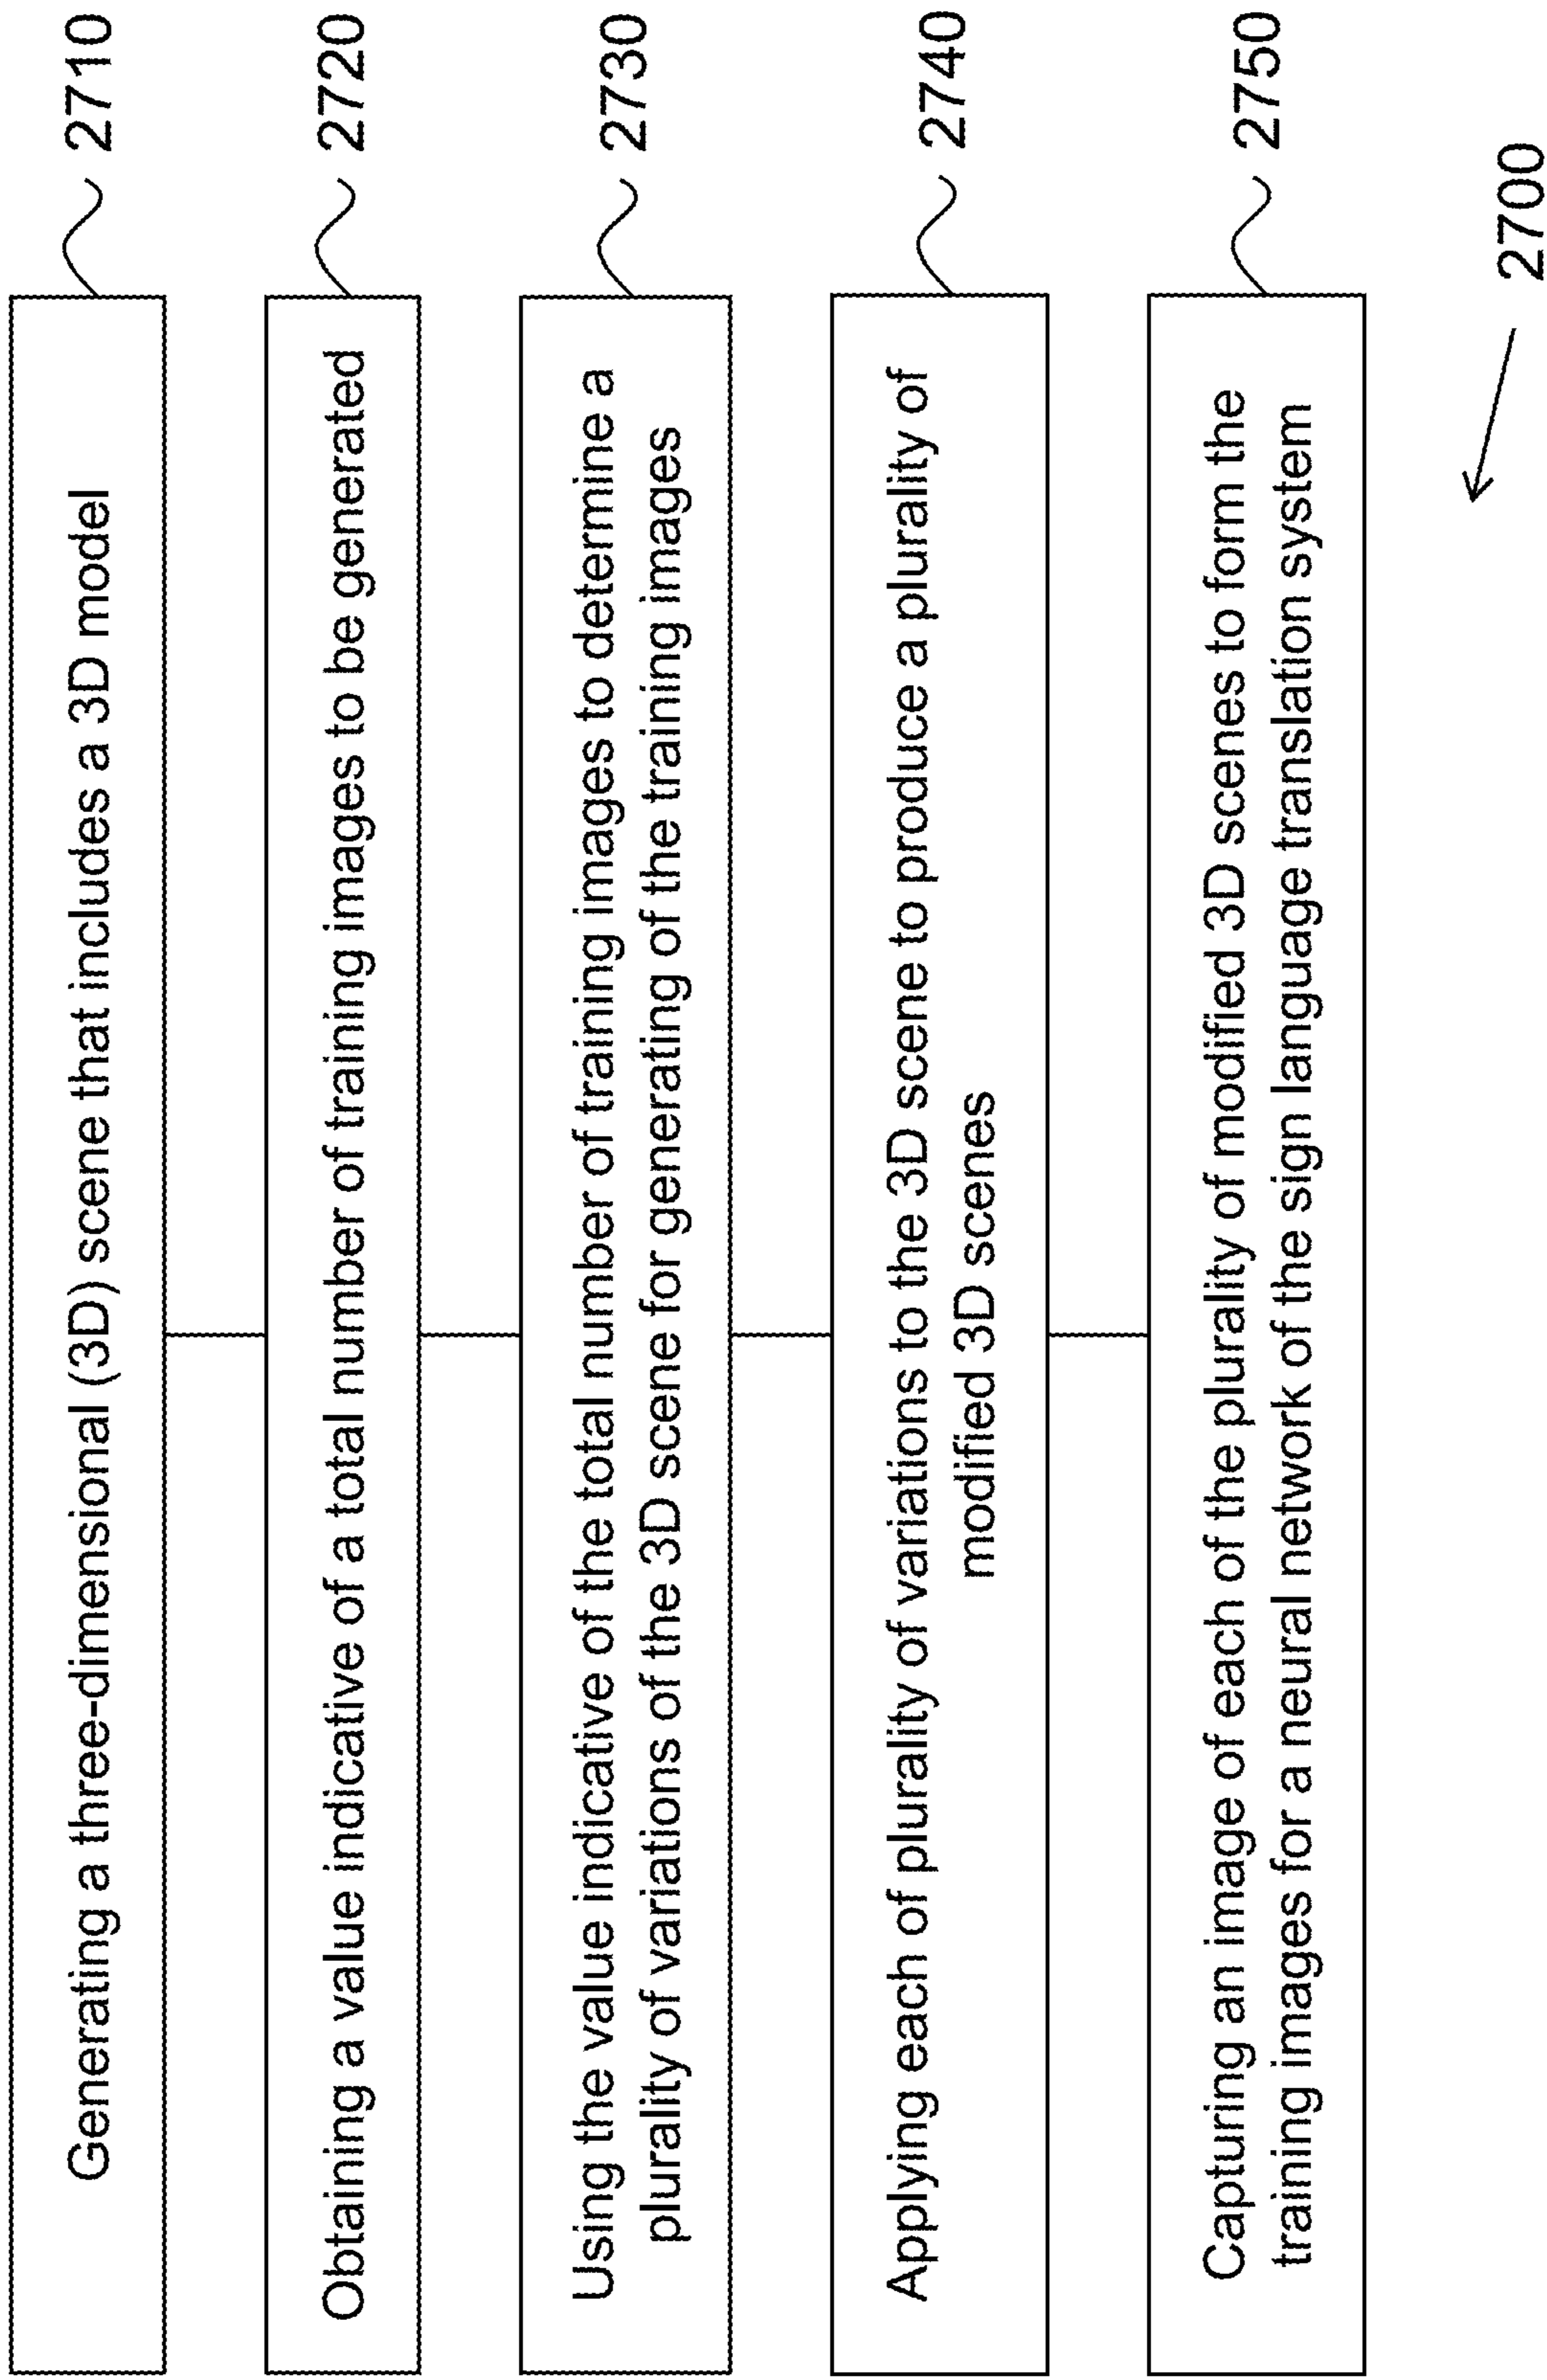 Generating a three-dimensional (3D) scene that includes a 3D model
2710
Obtaining a value indicative of a total number of training images to be generated
2720
Using the value indicative of the total number of training images to determine a
plurality of variations of the 3D scene for generating of the training images
2730
Applying each of plurality of variations to the 3D scene to produce a plurality of
modified 3D scenes
2740
Capturing an image of each of the plurality of modified 3D scenes to form the
training images for a neural network of the sign language translation system
2750
2700